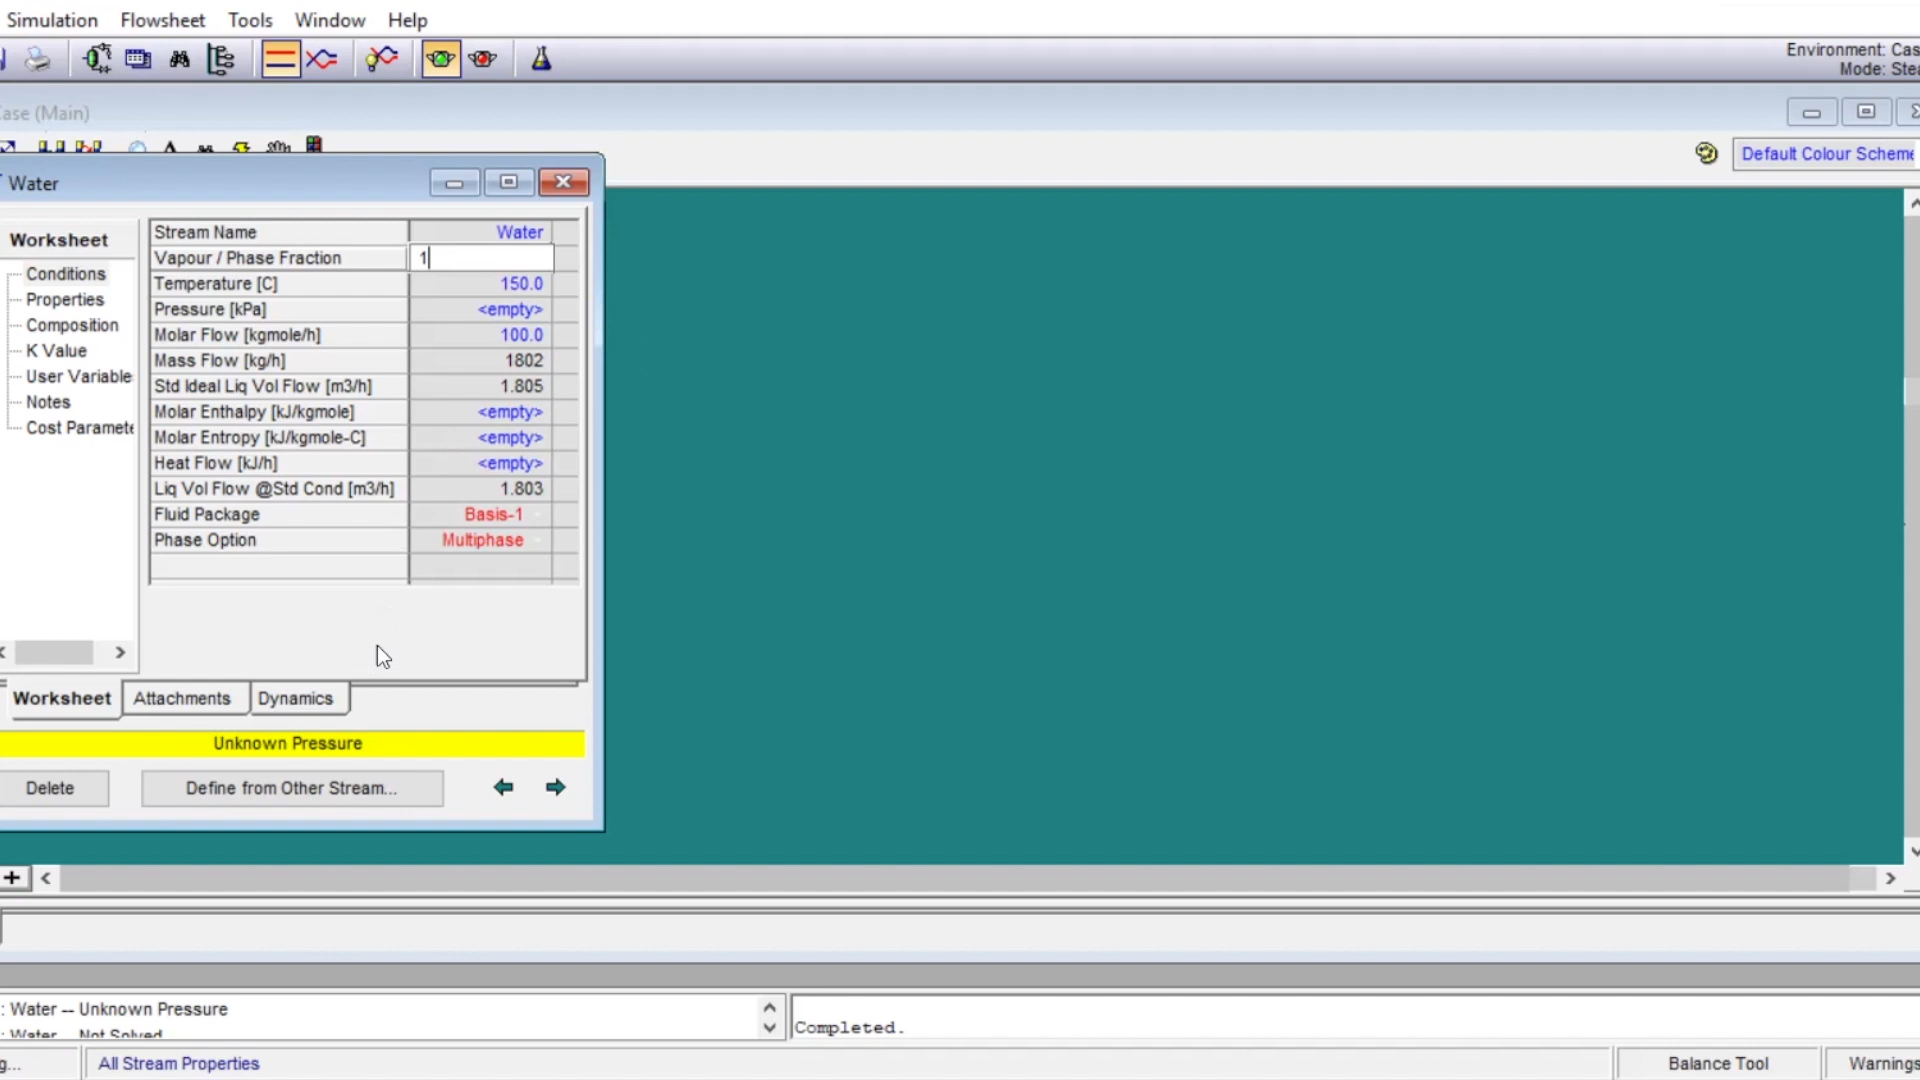 Simulation Flowsheet Tools Window Help
Environment: Cas
Mode: Stea
Case (Main)
Default Colour Scheme
Water
Worksheet
Conditions
Properties
Composition
K Value
User Variable
Notes
Cost Paramete
Stream Name Water
Vapour / Phase Fraction 1
Temperature [C] 150.0
Pressure [kPa] <empty>
Molar Flow [kgmole/h] 100.0
Mass Flow [kg/h] 1802
Std Ideal Liq Vol Flow [m3/h] 1.805
Molar Enthalpy [kJ/kgmole] <empty>
Molar Entropy [kJ/kgmole-C] <empty>
Heat Flow [kJ/h] <empty>
Liq Vol Flow @Std Cond [m3/h] 1.803
Fluid Package Basis-1
Phase Option Multiphase
Worksheet Attachments Dynamics
Unknown Pressure
Delete Define from Other Stream...
: Water -- Unknown Pressure
: Water -- Not Solved
Completed.
g... All Stream Properties Balance Tool Warnings